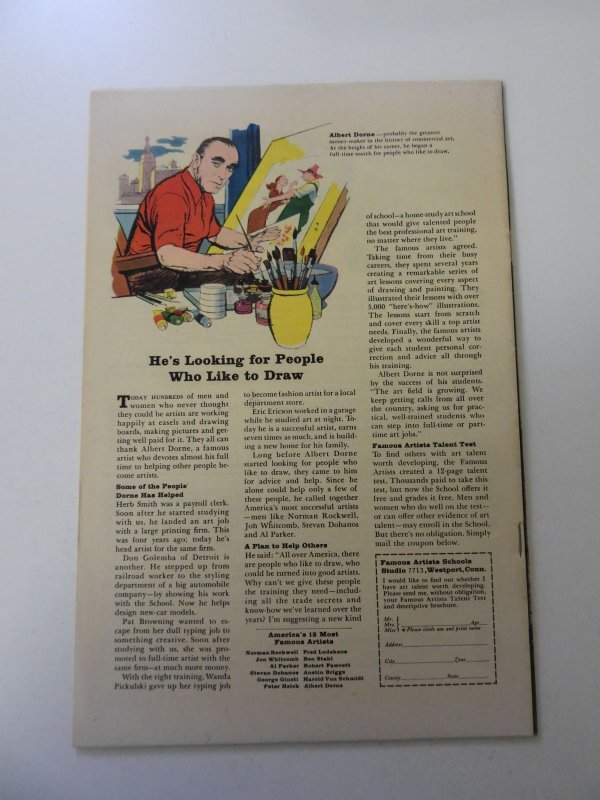 Albert Dorne—probably the greatest
money maker in the history of commercial art.
At the height of his career, he began a
full-time search for people who like to draw.
He's Looking for People
Who Like to Draw
TODAY HUNDREDS of men and
women who never thought
they could be artists are working
happily at easels and drawing
boards, making pictures and get-
ting well paid for it. They all can
thank Albert Dorne, a famous
artist who devotes almost his full
time to helping other people be-
come artists.
Some of the People
Dorne Has Helped
Herb Smith was a payroll clerk.
Soon after he started studying
with us, he landed an art job
with a large printing firm. This
was four years ago; today he's
head artist for the same firm.
Don Golemba of Detroit is
another. He stepped up from
railroad worker to the styling
department of a big automobile
company—by showing his work
with the School. Now he helps
design new-car models.
Pat Browning wanted to es-
cape from her dull typing job to
something creative. Soon after
studying with us, she was pro-
moted to full-time artist with the
same firm—at much more money.
With the right training, Wanda
Pickulski gave up her typing job
to become fashion artist for a local
department store.
Eric Ericson worked in a garage
while he studied art at night. To-
day he is a successful artist, earns
seven times as much, and is build-
ing a new home for his family.
Long before Albert Dorne
started looking for people who
like to draw, they came to him
for advice and help. Since he
alone could help only a few of
these people, he called together
America's most successful artists
—men like Norman Rockwell,
Jon Whitcomb, Stevan Dohanos
and Al Parker.
A Plan to Help Others
He said: "All over America, there
are people who like to draw, who
could be turned into good artists.
Why can't we give these people
the training they need—includ-
ing all the trade secrets and
know-how we've learned over the
years? I'm suggesting a new kind
America's 12 Most
Famous Artists
Norman Rockwell Fred Ludekens
Jon Whitcomb Ben Stahl
Al Parker Robert Fawcett
Stevan Dohanos Austin Briggs
George Giusti Harold Von Schmidt
Peter Helck Albert Dorne
of school—a home-study art school
that would give talented people
the best professional art training,
no matter where they live."
The famous artists agreed.
Taking time from their busy
careers, they spent several years
creating a remarkable series of
art lessons covering every aspect
of drawing and painting. They
illustrated their lessons with over
5,000 "here's-how" illustrations.
The lessons start from scratch
and cover every skill a top artist
needs. Finally, the famous artists
developed a wonderful way to
give each student personal cor-
rection and advice all through
his training.
Albert Dorne is not surprised
by the success of his students.
"The art field is growing. We
keep getting calls from all over
the country, asking us for prac-
tical, well-trained students who
can step into full-time or part-
time art jobs."
Famous Artists Talent Test
To find others with art talent
worth developing, the Famous
Artists created a 12-page talent
test. Thousands paid to take this
test, but now the School offers it
free and grades it free. Men and
women who do well on the test—
or can offer other evidence of art
talent—may enroll in the School.
But there's no obligation. Simply
mail the coupon below.
Famous Artists Schools
Studio 7715, Westport, Conn.
I would like to find out whether I
have art talent worth developing.
Please send me, without obligation,
your Famous Artists Talent Test
and descriptive brochure.
Mr.
Mrs. Age
Miss Please circle one and print name
Address
City Zone
County State